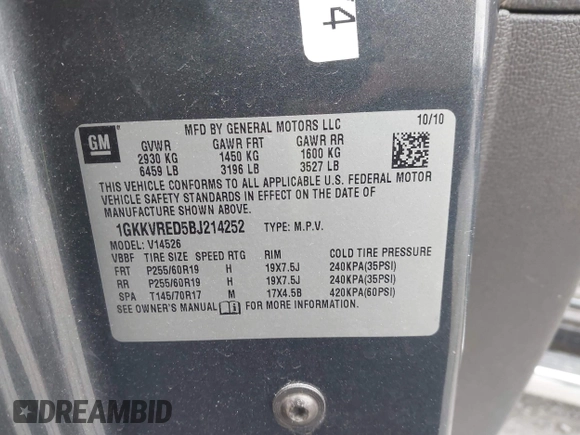 74
MFD BY GENERAL MOTORS LLC 10/10
GM
GVWR GAWR FRT GAWR RR
2930 KG 1450 KG 1600 KG
6459 LB 3196 LB 3527 LB
THIS VEHICLE CONFORMS TO ALL APPLICABLE U.S. FEDERAL MOTOR
VEHICLE SAFETY STANDARDS IN EFFECT ON THE DATE OF
MANUFACTURE SHOWN ABOVE.
1GKKVRED5BJ214252 TYPE: M.P.V.
MODEL: V14526
VBBF TIRE SIZE SPEED RTG RIM COLD TIRE PRESSURE
FRT P255/60R19 H 19X7.5J 240KPA(35PSI)
RR P255/60R19 H 19X7.5J 240KPA(35PSI)
SPA T145/70R17 M 17X4.5B 420KPA(60PSI)
SEE OWNER'S MANUAL FOR MORE INFORMATION.
DREAMBID